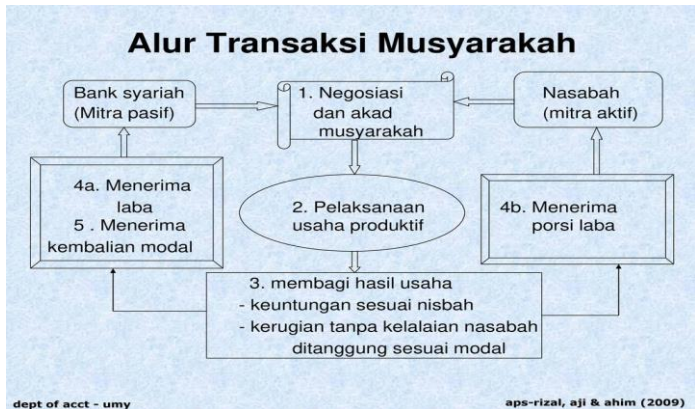 Alur Transaksi Musyarakah
Bank syariah
(Mitra pasif)
1. Negosiasi
dan akad
musyarakah
Nasabah
(mitra aktif)
4a. Menerima
laba
5 . Menerima
kembalian modal
2. Pelaksanaan
usaha produktif
4b. Menerima
porsi laba
3. membagi hasil usaha
- keuntungan sesuai nisbah
- kerugian tanpa kelalaian nasabah
ditanggung sesuai modal
dept of acct - umy
aps-rizal, aji & ahim (2009)